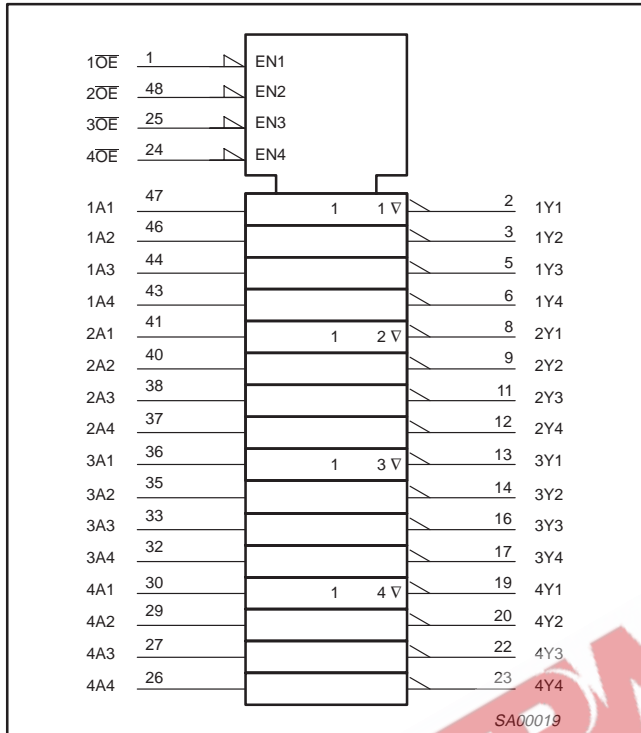 1O̅E̅ 1 EN1
2O̅E̅ 48 EN2
3O̅E̅ 25 EN3
4O̅E̅ 24 EN4
1A1 47 1 1 ∇ 2 1Y1
1A2 46 3 1Y2
1A3 44 5 1Y3
1A4 43 6 1Y4
2A1 41 1 2 ∇ 8 2Y1
2A2 40 9 2Y2
2A3 38 11 2Y3
2A4 37 12 2Y4
3A1 36 1 3 ∇ 13 3Y1
3A2 35 14 3Y2
3A3 33 16 3Y3
3A4 32 17 3Y4
4A1 30 1 4 ∇ 19 4Y1
4A2 29 20 4Y2
4A3 27 22 4Y3
4A4 26 23 4Y4
SA00019